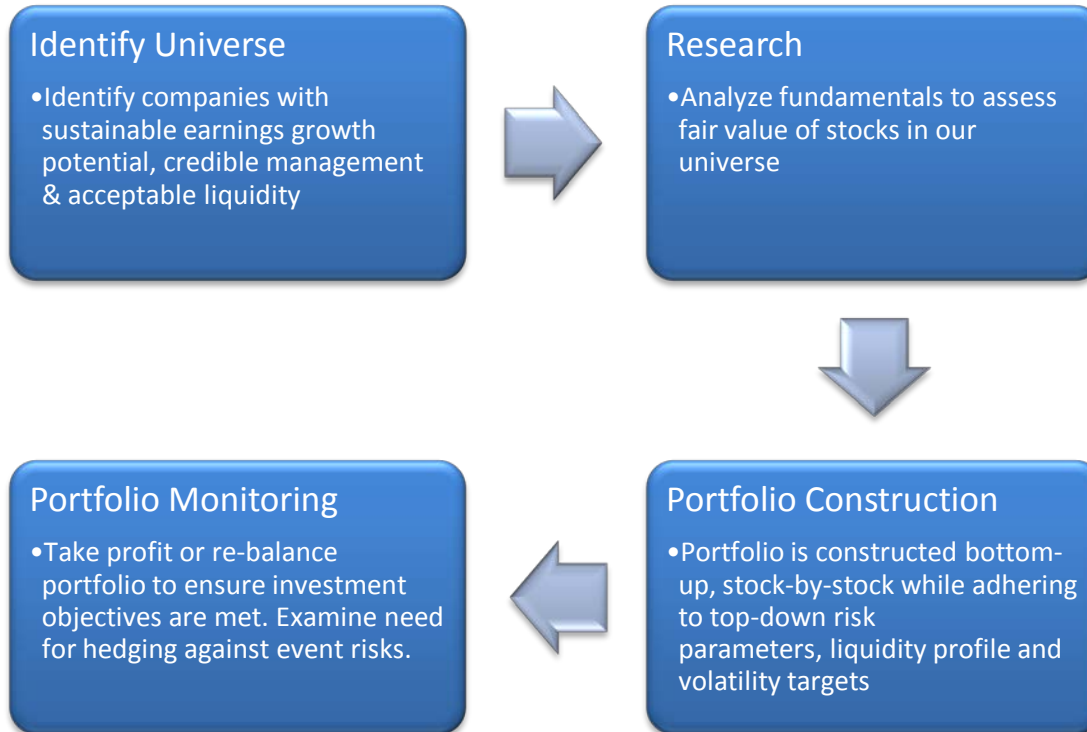 Identify Universe
•Identify companies with
sustainable earnings growth
potential, credible management
& acceptable liquidity
Research
•Analyze fundamentals to assess
fair value of stocks in our
universe
Portfolio Construction
•Portfolio is constructed bottom-
up, stock-by-stock while adhering
to top-down risk
parameters, liquidity profile and
volatility targets
Portfolio Monitoring
•Take profit or re-balance
portfolio to ensure investment
objectives are met. Examine need
for hedging against event risks.